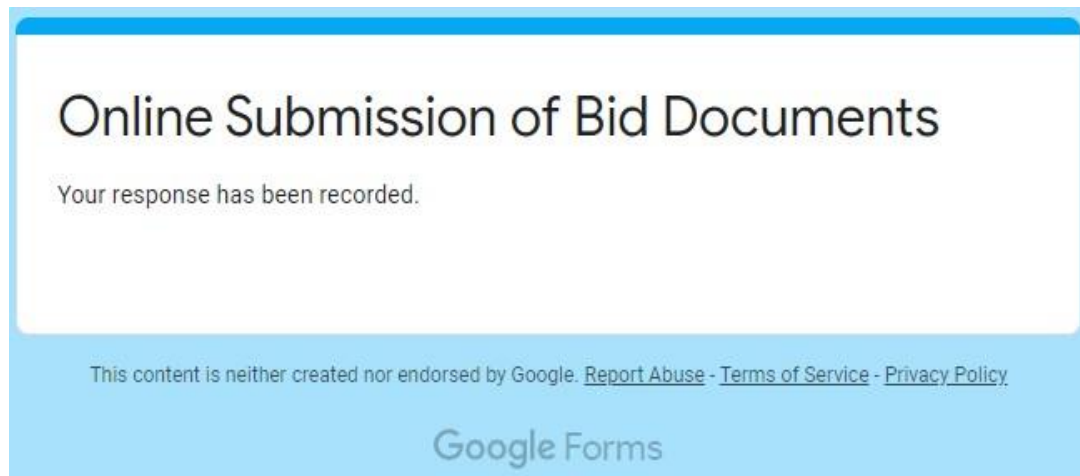 Online Submission of Bid Documents
Your response has been recorded.
This content is neither created nor endorsed by Google. Report Abuse - Terms of Service - Privacy Policy
Google Forms